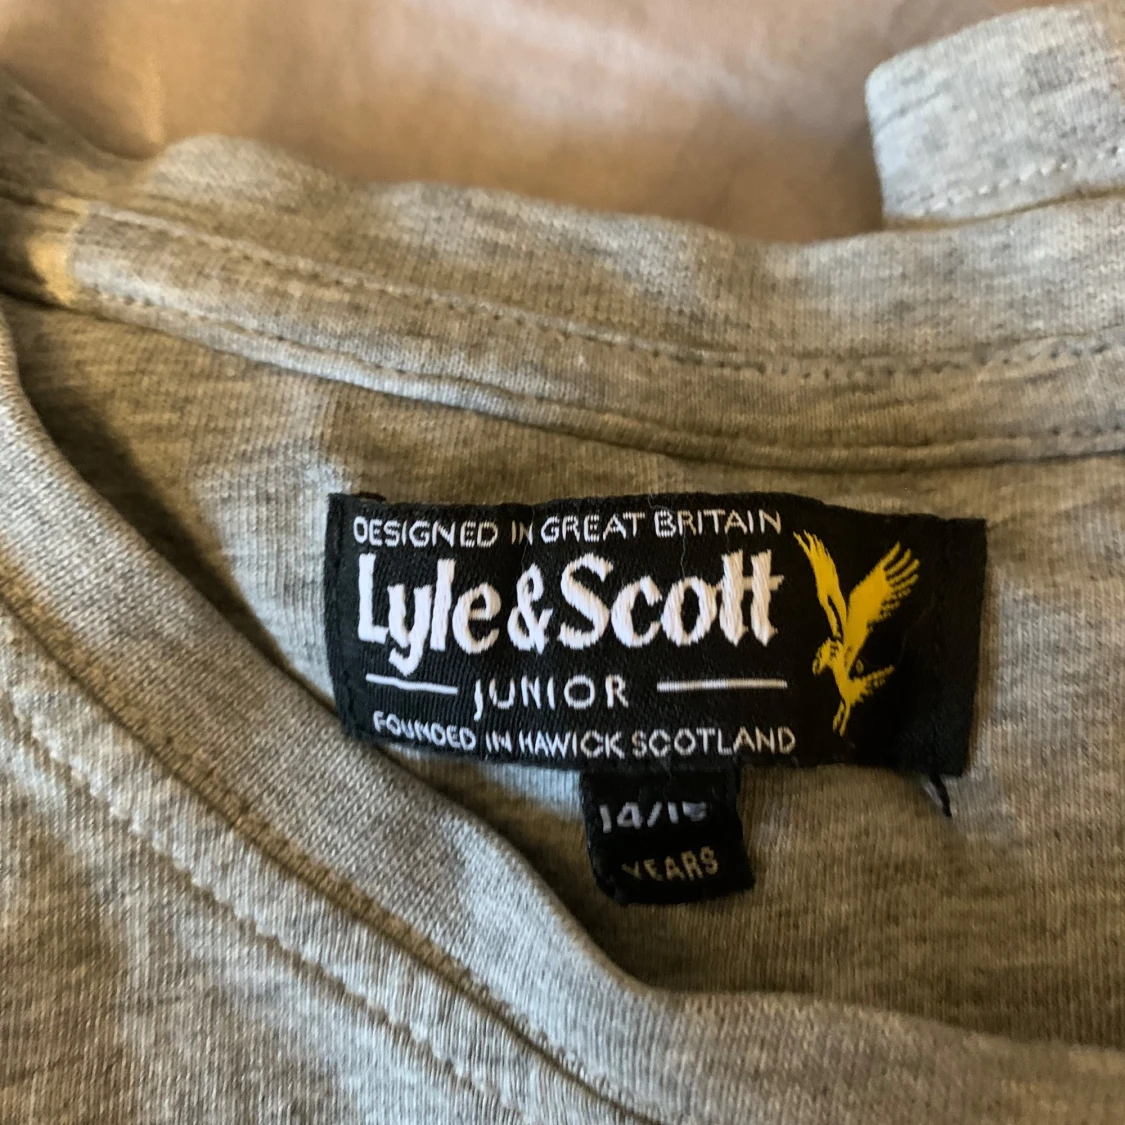 DESIGNED IN GREAT BRITAIN
Lyle & Scott
JUNIOR
FOUNDED IN HAWICK SCOTLAND
14/15
YEARS